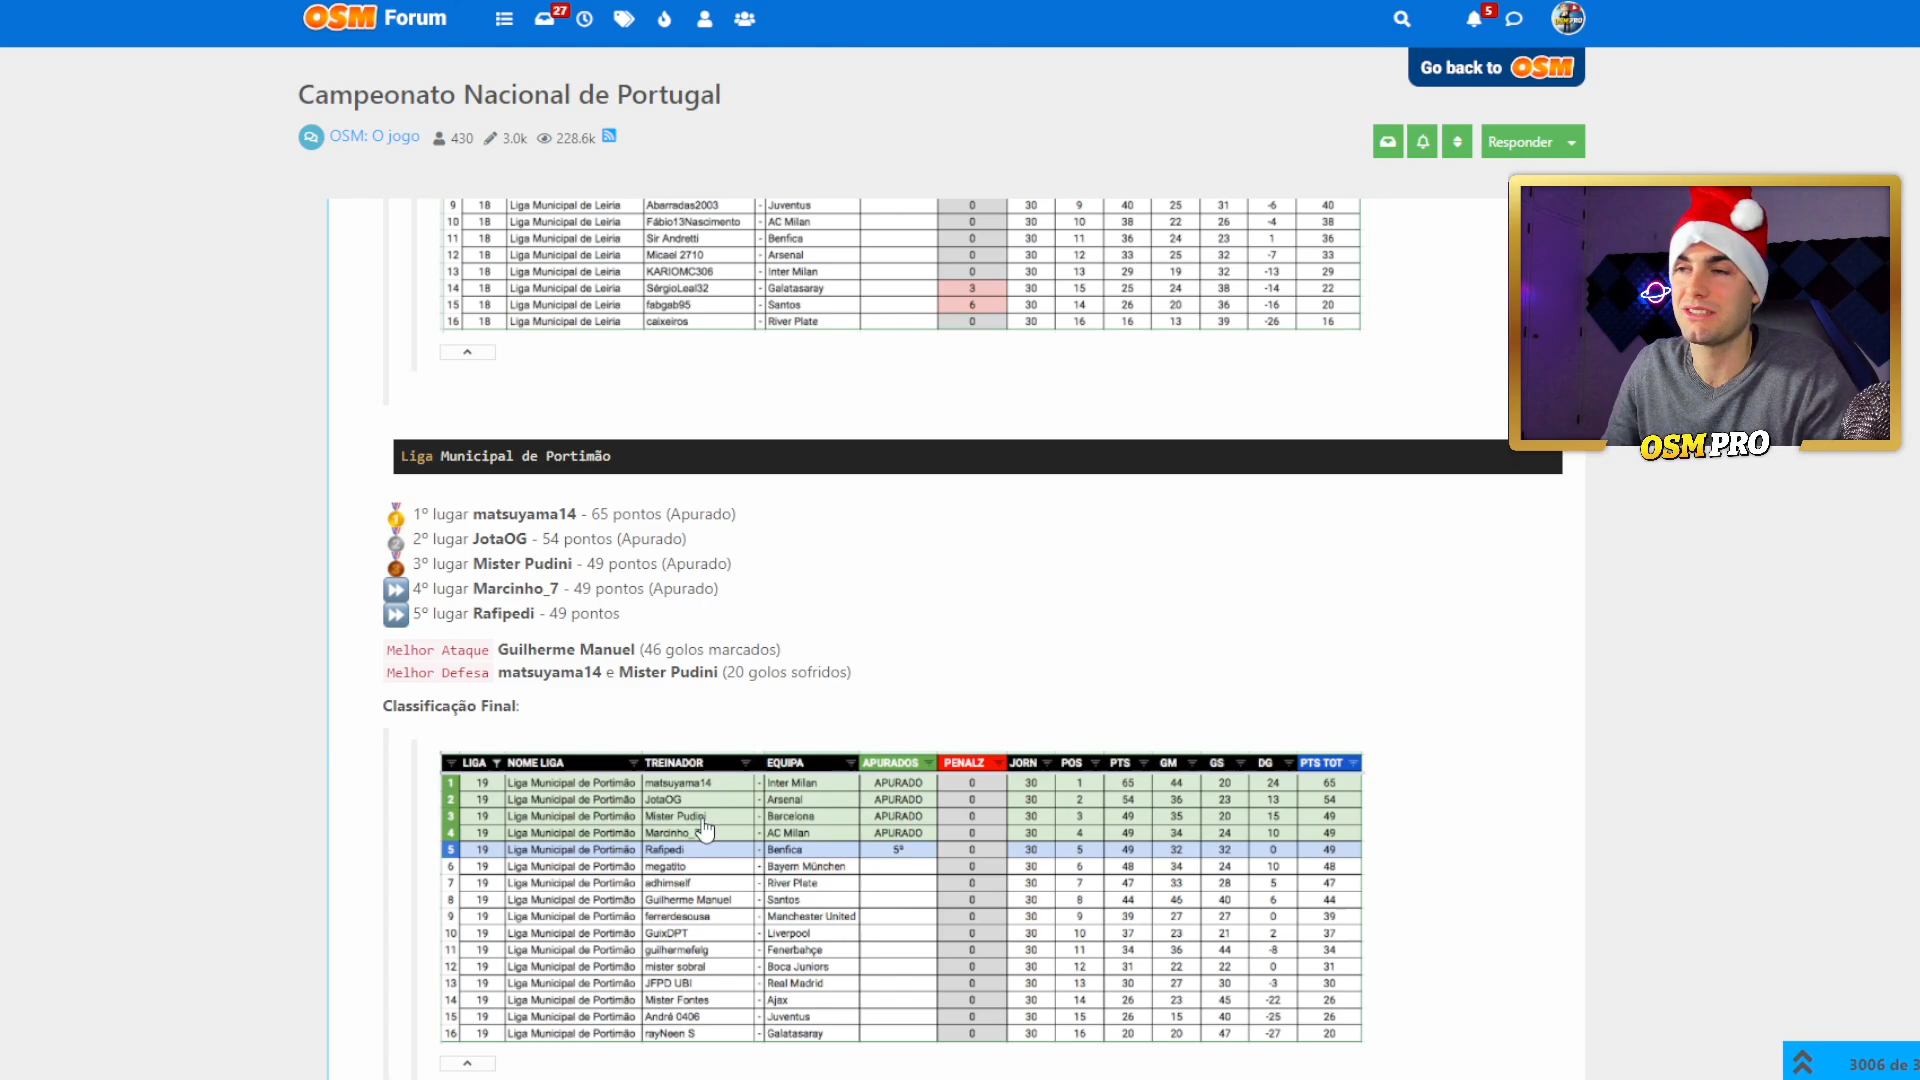 OSM Forum 27 5
Go back to OSM
Campeonato Nacional de Portugal
OSM: O jogo 430 3.0k 228.6k
Responder
9 18 Liga Municipal de Leiria Abarradas2003 - Juventus 0 30 9 40 25 31 -6 40
10 18 Liga Municipal de Leiria Fábio13Nascimento - AC Milan 0 30 10 38 22 26 -4 38
11 18 Liga Municipal de Leiria Sir Andretti - Benfica 0 30 11 36 24 23 1 36
12 18 Liga Municipal de Leiria Micael 2710 - Arsenal 0 30 12 33 25 32 -7 33
13 18 Liga Municipal de Leiria KARIOMC306 - Inter Milan 0 30 13 29 19 32 -13 29
14 18 Liga Municipal de Leiria SérgioLeal32 - Galatasaray 3 30 15 25 24 38 -14 22
15 18 Liga Municipal de Leiria fabgab95 - Santos 6 30 14 26 20 36 -16 20
16 18 Liga Municipal de Leiria caixeiros - River Plate 0 30 16 16 13 39 -26 16
OSM PRO
Liga Municipal de Portimão
1º lugar matsuyama14 - 65 pontos (Apurado)
2º lugar JotaOG - 54 pontos (Apurado)
3º lugar Mister Pudini - 49 pontos (Apurado)
4º lugar Marcinho_7 - 49 pontos (Apurado)
5º lugar Rafipedi - 49 pontos
Melhor Ataque Guilherme Manuel (46 golos marcados)
Melhor Defesa matsuyama14 e Mister Pudini (20 golos sofridos)
Classificação Final:
LIGA NOME LIGA TREINADOR EQUIPA APURADOS PENALZ JORN POS PTS GM GS DG PTS TOT
1 19 Liga Municipal de Portimão matsuyama14 - Inter Milan APURADO 0 30 1 65 44 20 24 65
2 19 Liga Municipal de Portimão JotaOG - Arsenal APURADO 0 30 2 54 36 23 13 54
3 19 Liga Municipal de Portimão Mister Pudini - Barcelona APURADO 0 30 3 49 35 20 15 49
4 19 Liga Municipal de Portimão Marcinho_ - AC Milan APURADO 0 30 4 49 34 24 10 49
5 19 Liga Municipal de Portimão Rafipedi - Benfica 5º 0 30 5 49 32 32 0 49
6 19 Liga Municipal de Portimão megatito - Bayern München 0 30 6 48 34 24 10 48
7 19 Liga Municipal de Portimão adhimself - River Plate 0 30 7 47 33 28 5 47
8 19 Liga Municipal de Portimão Guilherme Manuel - Santos 0 30 8 44 46 40 6 44
9 19 Liga Municipal de Portimão ferrerdesousa - Manchester United 0 30 9 39 27 27 0 39
10 19 Liga Municipal de Portimão GuixDPT - Liverpool 0 30 10 37 23 21 2 37
11 19 Liga Municipal de Portimão guilhermefelg - Fenerbahçe 0 30 11 34 36 44 -8 34
12 19 Liga Municipal de Portimão mister sobral - Boca Juniors 0 30 12 31 22 22 0 31
13 19 Liga Municipal de Portimão JFPD UBI - Real Madrid 0 30 13 30 27 30 -3 30
14 19 Liga Municipal de Portimão Mister Fontes - Ajax 0 30 14 26 23 45 -22 26
15 19 Liga Municipal de Portimão André 0406 - Juventus 0 30 15 26 15 40 -25 26
16 19 Liga Municipal de Portimão rayNeen S - Galatasaray 0 30 16 20 20 47 -27 20
3006 de 3